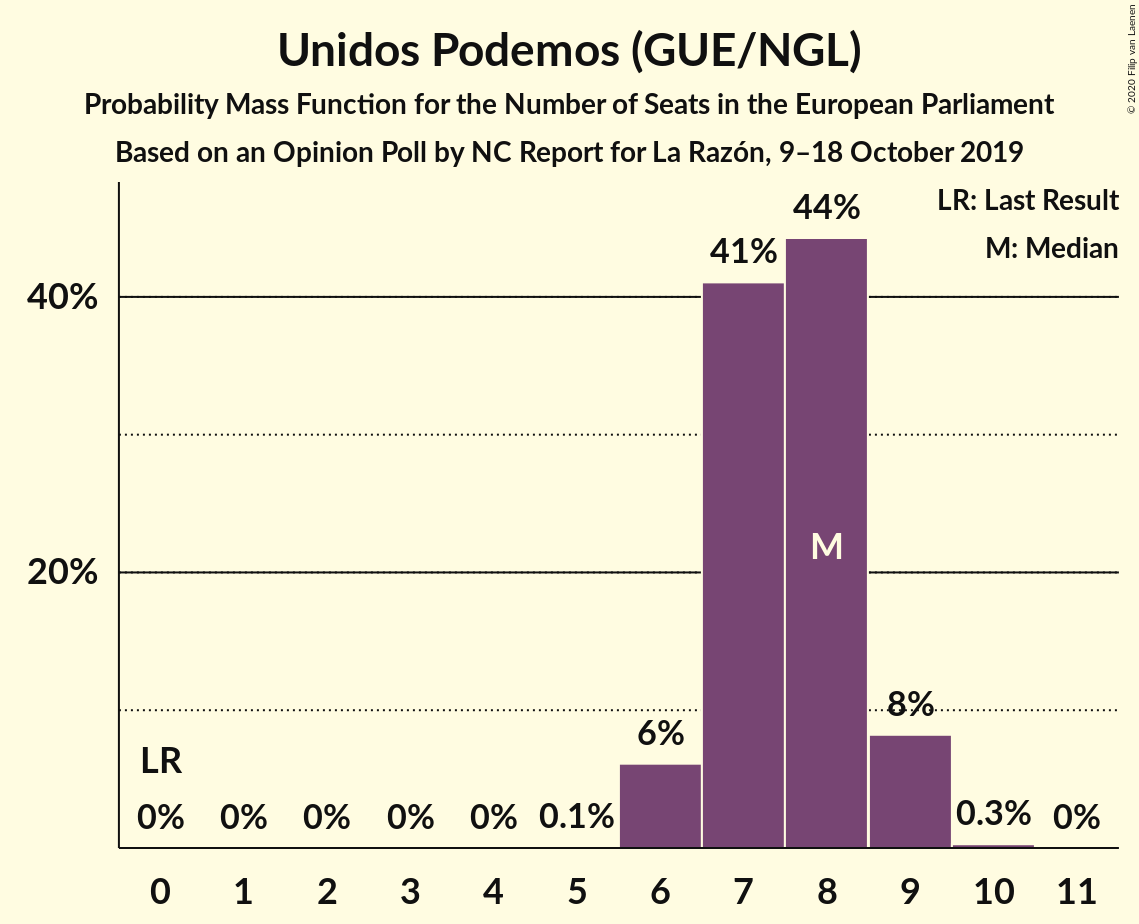 Unidos Podemos (GUE/NGL)
Probability Mass Function for the Number of Seats in the European Parliament
Based on an Opinion Poll by NC Report for La Razón, 9–18 October 2019
© 2020 Filip van Laenen
LR: Last Result
M: Median
44%
41%
40%
M
20%
8%
6%
LR
0% 0% 0% 0% 0% 0.1% 0.3% 0%
0 1 2 3 4 5 6 7 8 9 10 11